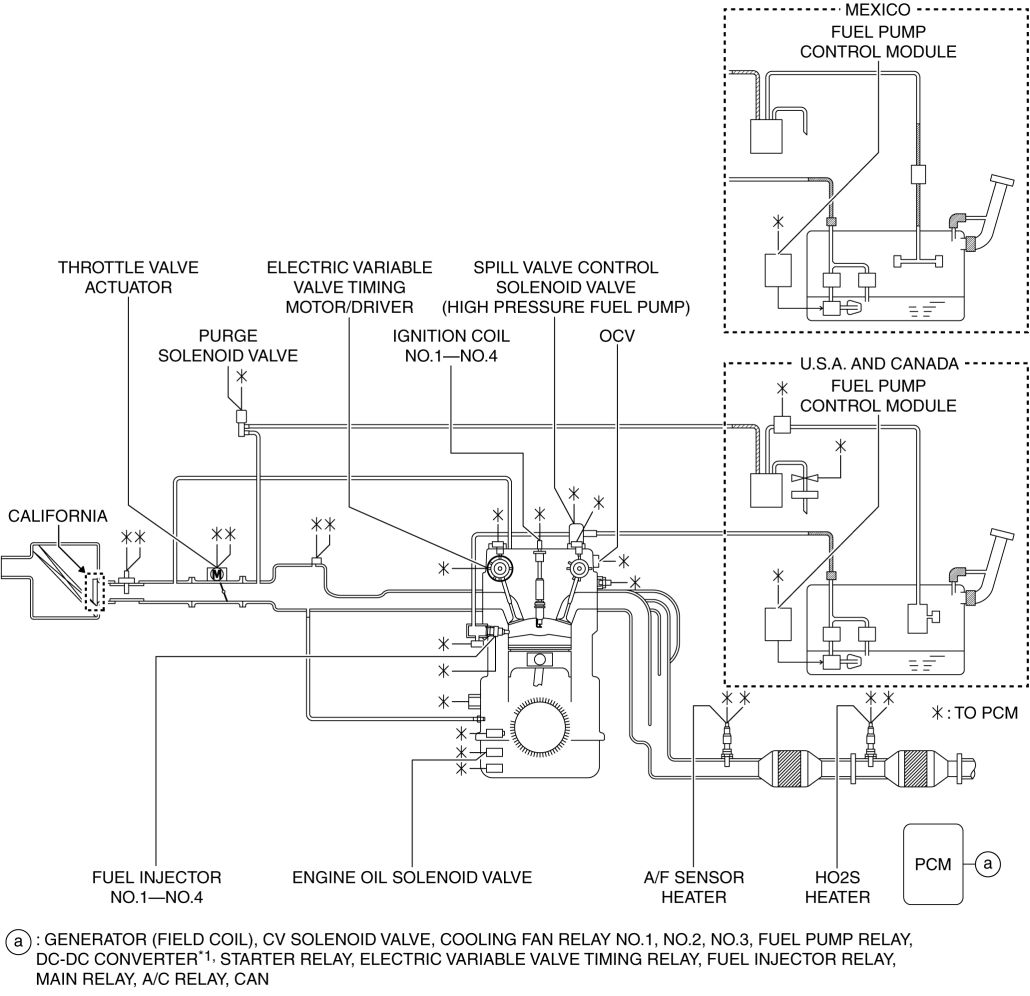 MEXICO
FUEL PUMP
CONTROL MODULE
THROTTLE VALVE
ACTUATOR
ELECTRIC VARIABLE
VALVE TIMING
MOTOR/DRIVER
SPILL VALVE CONTROL
SOLENOID VALVE
(HIGH PRESSURE FUEL PUMP)
PURGE
SOLENOID VALVE
IGNITION COIL
NO.1—NO.4
OCV
U.S.A. AND CANADA
FUEL PUMP
CONTROL MODULE
CALIFORNIA
M
: TO PCM
FUEL INJECTOR
NO.1—NO.4
ENGINE OIL SOLENOID VALVE
A/F SENSOR
HEATER
HO2S
HEATER
PCM
a
a : GENERATOR (FIELD COIL), CV SOLENOID VALVE, COOLING FAN RELAY NO.1, NO.2, NO.3, FUEL PUMP RELAY,
DC-DC CONVERTER*1, STARTER RELAY, ELECTRIC VARIABLE VALVE TIMING RELAY, FUEL INJECTOR RELAY,
MAIN RELAY, A/C RELAY, CAN